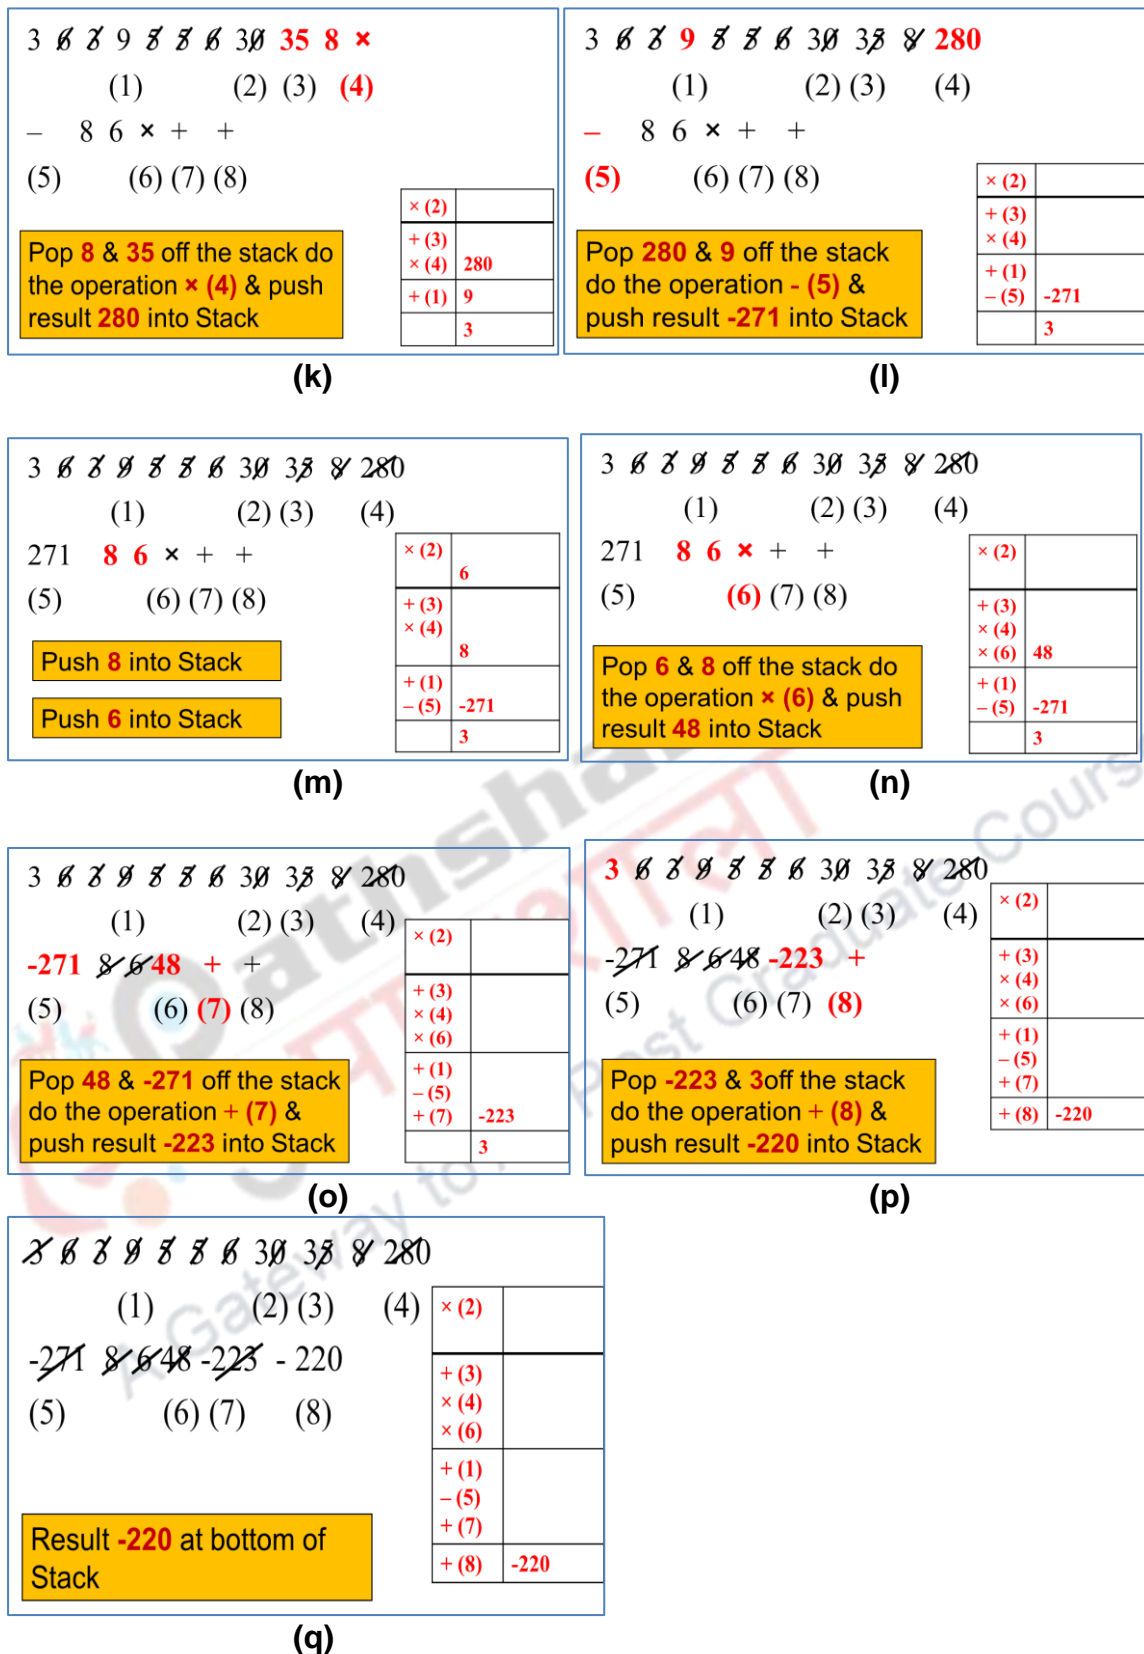 3 6 3 9 5 5 6 30 35 8 ×
(1) (2) (3) (4)
– 8 6 × + +
(5) (6) (7) (8)
× (2)
+ (3)
× (4) 280
+ (1) 9
3
Pop 8 & 35 off the stack do
the operation × (4) & push
result 280 into Stack
(k)
3 6 3 9 5 5 6 30 35 8 280
(1) (2) (3) (4)
– 8 6 × + +
(5) (6) (7) (8)
× (2)
+ (3)
× (4)
+ (1)
– (5) -271
3
Pop 280 & 9 off the stack
do the operation - (5) &
push result -271 into Stack
(l)
3 6 3 9 5 5 6 30 35 8 280
(1) (2) (3) (4)
271 8 6 × + +
(5) (6) (7) (8)
× (2)
6
+ (3)
× (4)
8
+ (1)
– (5) -271
3
Push 8 into Stack
Push 6 into Stack
(m)
3 6 3 9 5 5 6 30 35 8 280
(1) (2) (3) (4)
271 8 6 × + +
(5) (6) (7) (8)
× (2)
+ (3)
× (4)
× (6) 48
+ (1)
– (5) -271
3
Pop 6 & 8 off the stack do
the operation × (6) & push
result 48 into Stack
(n)
3 6 3 9 5 5 6 30 35 8 280
(1) (2) (3) (4)
-271 8 6 48 + +
(5) (6) (7) (8)
× (2)
+ (3)
× (4)
× (6)
+ (1)
– (5)
+ (7) -223
3
Pop 48 & -271 off the stack
do the operation + (7) &
push result -223 into Stack
(o)
3 6 3 9 5 5 6 30 35 8 280
(1) (2) (3) (4)
-271 8 6 48 -223 +
(5) (6) (7) (8)
× (2)
+ (3)
× (4)
× (6)
+ (1)
– (5)
+ (7)
+ (8) -220
Pop -223 & 3off the stack
do the operation + (8) &
push result -220 into Stack
(p)
3 6 3 9 5 5 6 30 35 8 280
(1) (2) (3) (4)
-271 8 6 48 -223 - 220
(5) (6) (7) (8)
× (2)
+ (3)
× (4)
× (6)
+ (1)
– (5)
+ (7)
+ (8) -220
Result -220 at bottom of
Stack
(q)